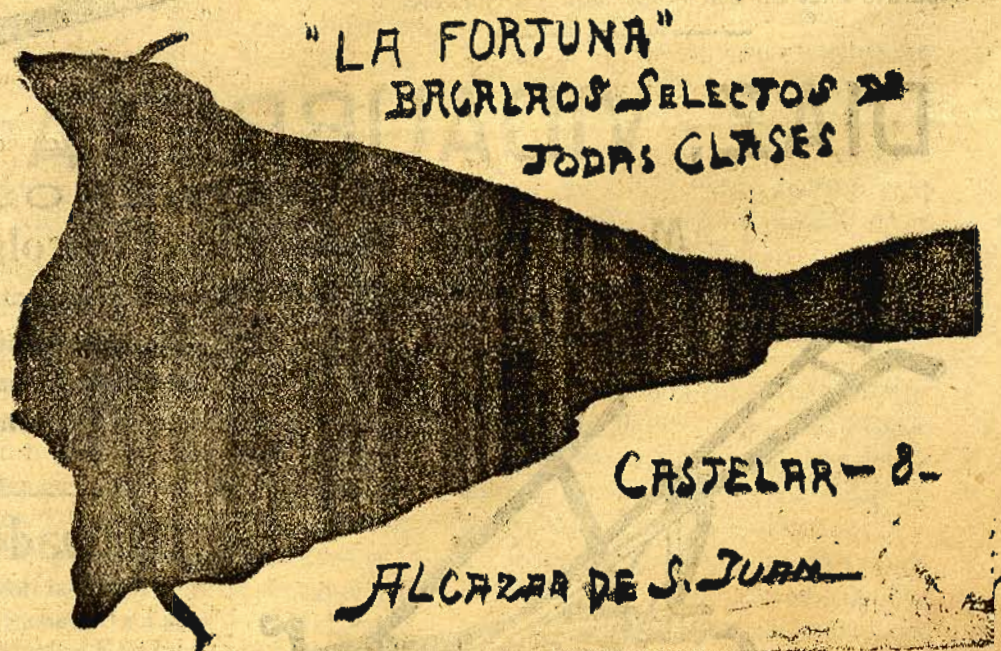 "LA FORTUNA"
BACALAOS SELECTOS DE
TODAS CLASES
CASTELAR - 8 -
ALCAZAR DE S. JUAN